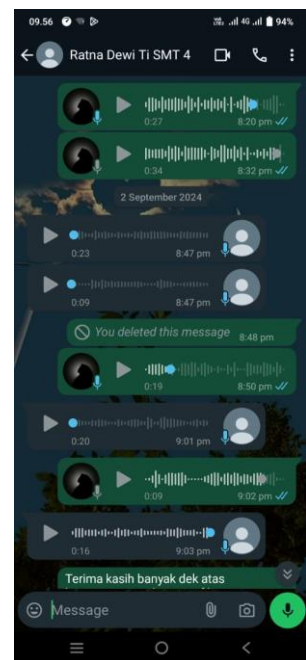 09.56 4G 94%
Ratna Dewi Ti SMT 4
0:27 8:20 pm
0:34 8:32 pm
2 September 2024
0:23 8:47 pm
0:09 8:47 pm
You deleted this message 8:48 pm
0:19 8:50 pm
0:20 9:01 pm
0:09 9:02 pm
0:16 9:03 pm
Terima kasih banyak dek atas
Message